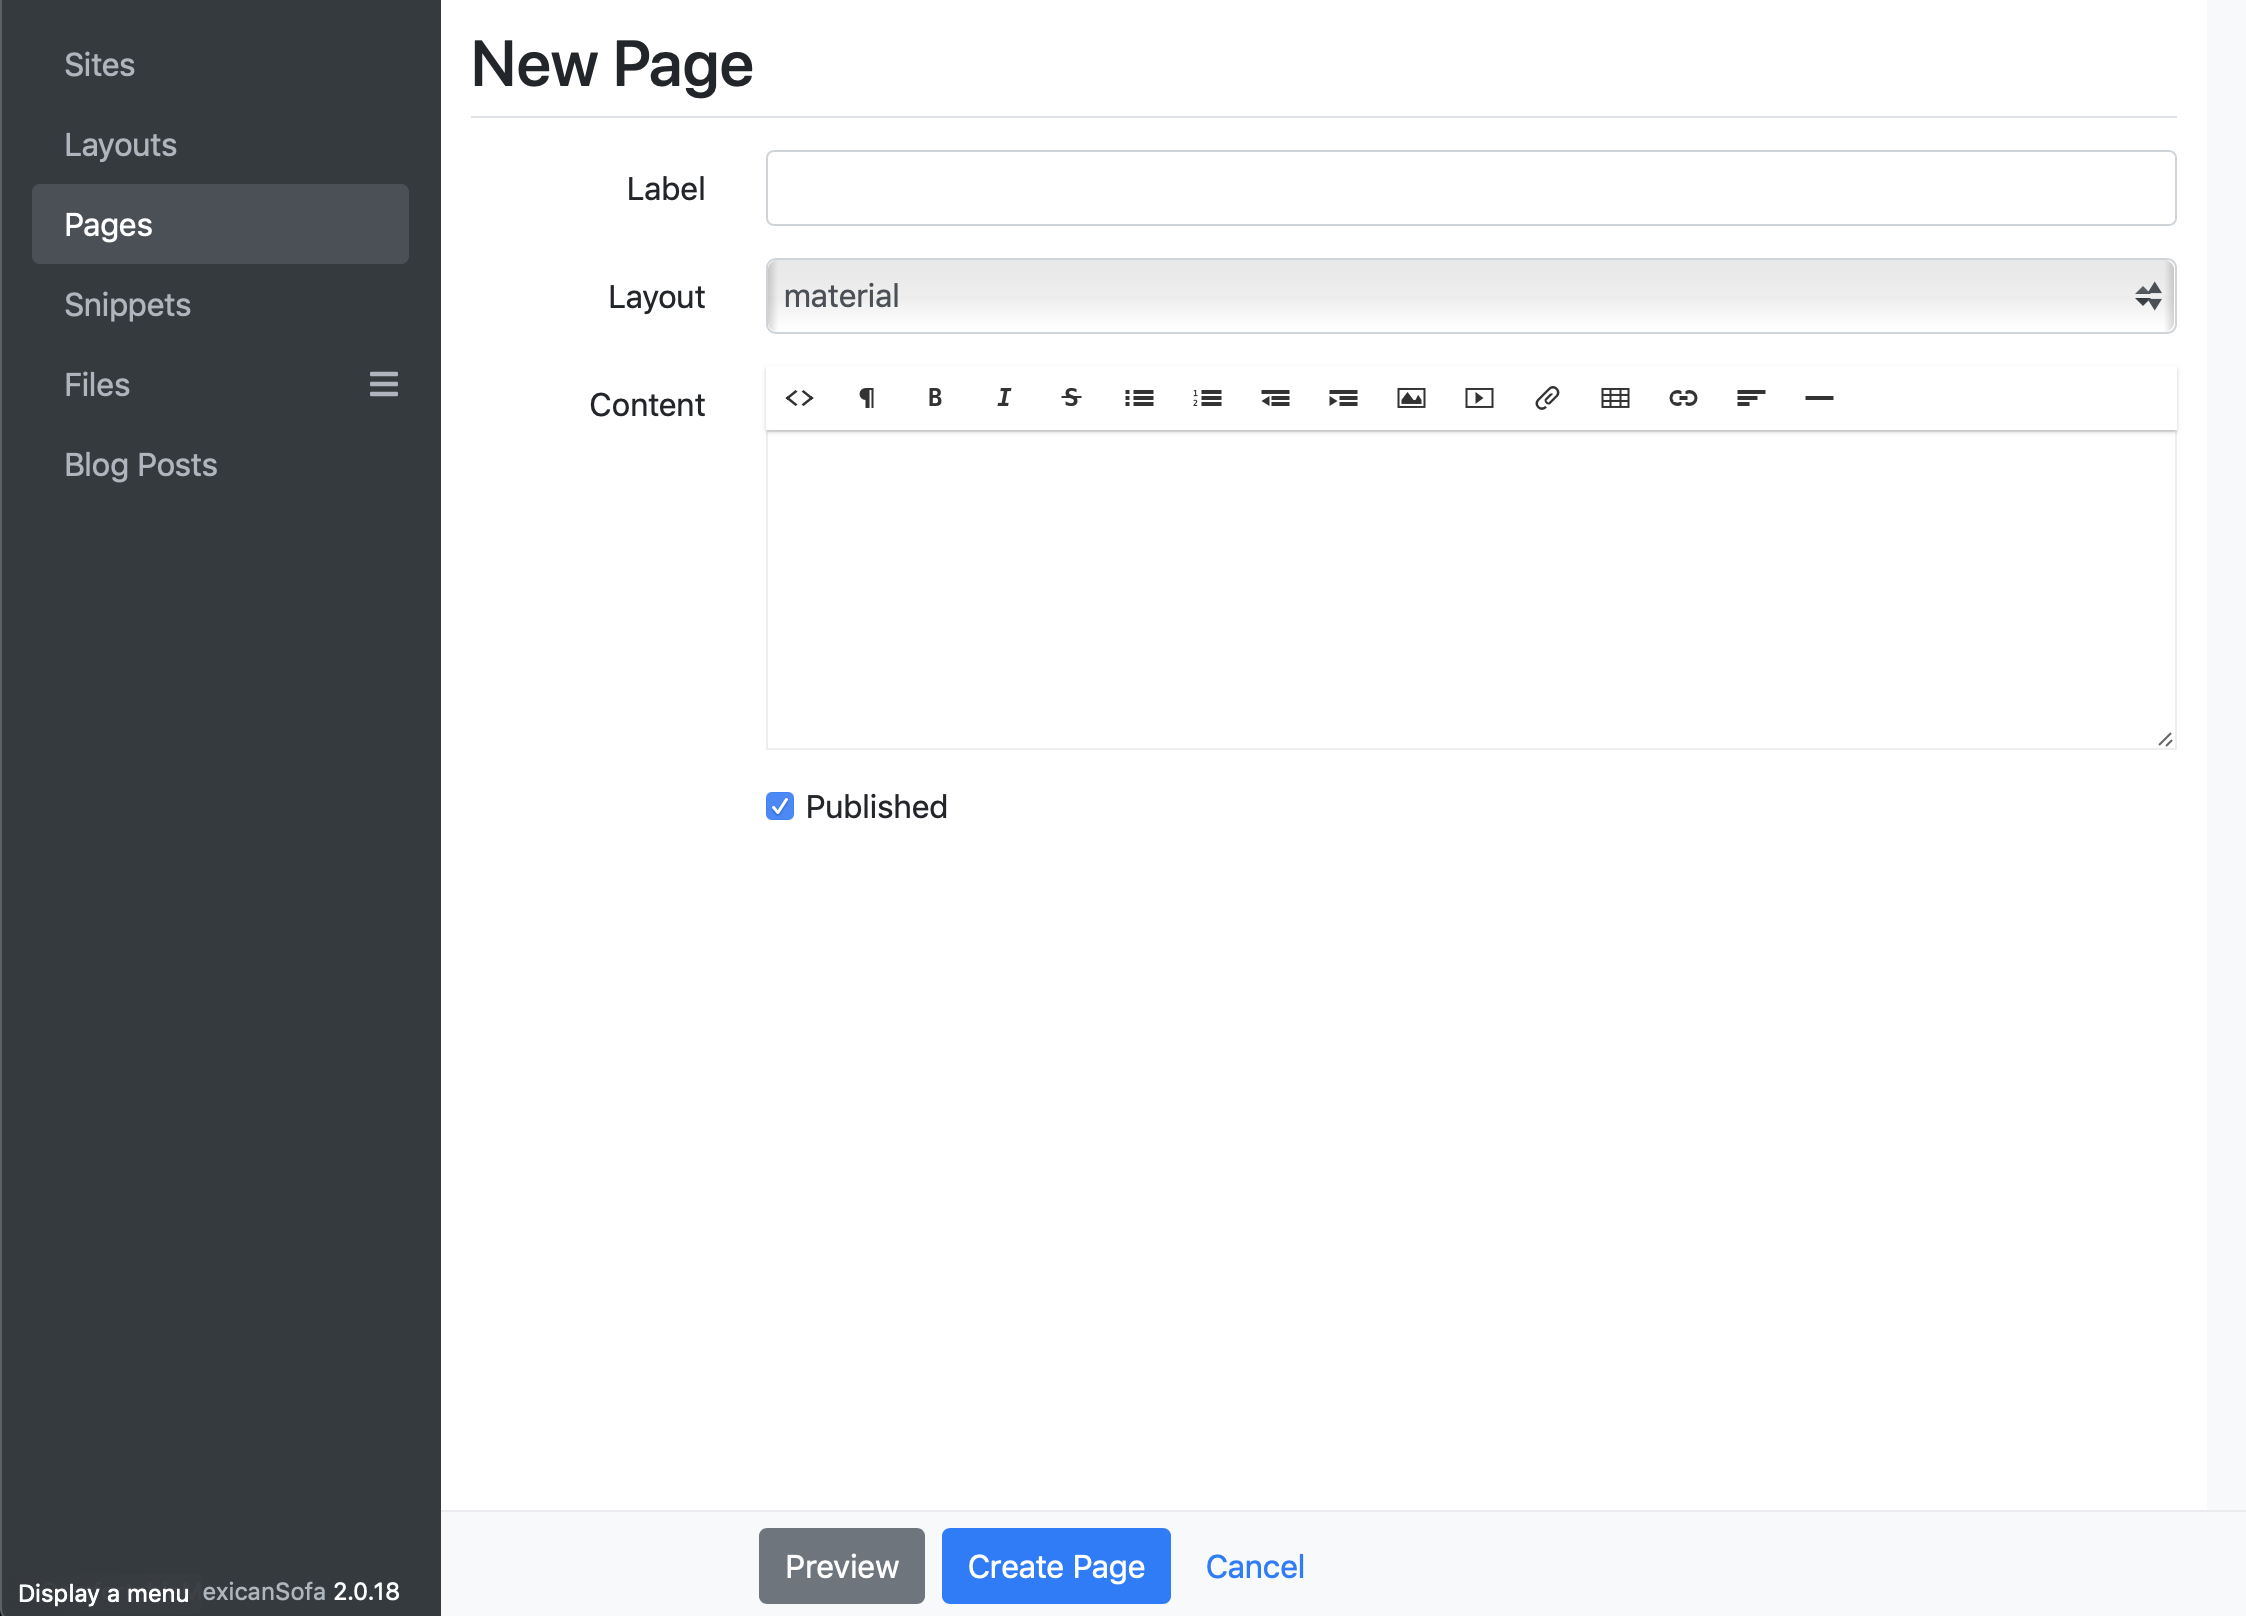 Sites
Layouts
Pages
Snippets
Files
Blog Posts
New Page
Label
Layout
material
Content
Published
Preview
Create Page
Cancel
Display a menu exicanSofa 2.0.18